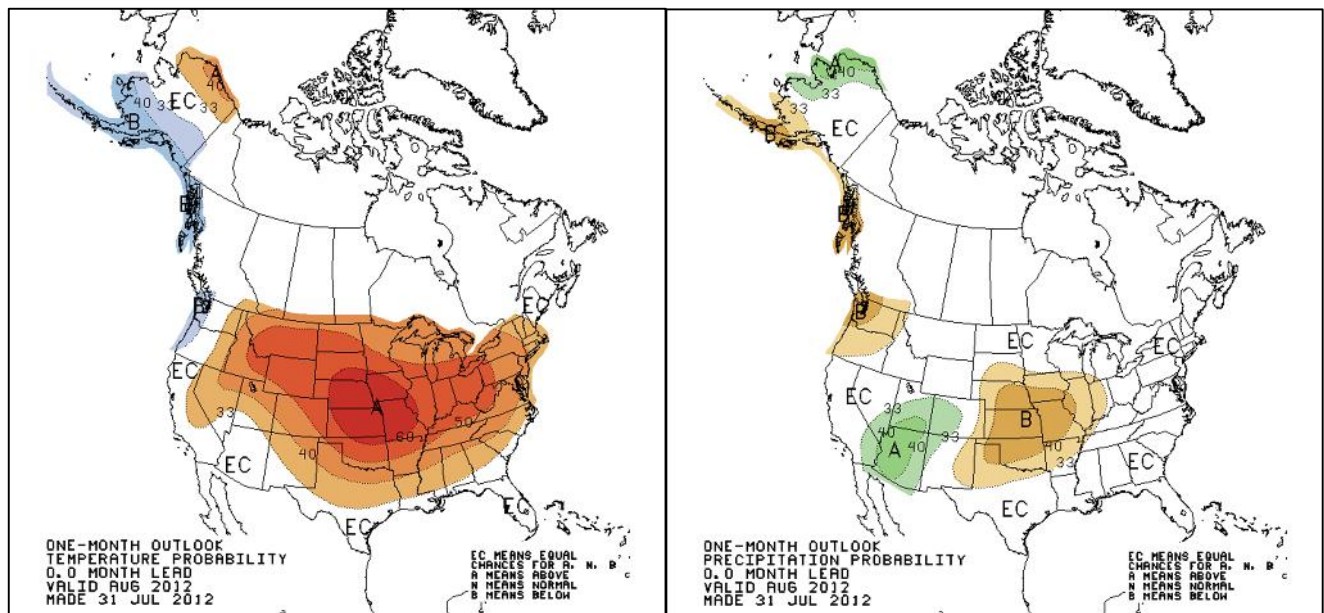 A
40
40
EC
33
33
B
B
B
EC
EC
A
33
50
60
40
EC
EC
EC
ONE-MONTH OUTLOOK
TEMPERATURE PROBABILITY
0.0 MONTH LEAD
VALID AUG 2012
MADE 31 JUL 2012
EC MEANS EQUAL
CHANCES FOR A, N, B
A MEANS ABOVE
N MEANS NORMAL
B MEANS BELOW
A
40
33
33
EC
B
B
B
EC
EC
EC
33
40
33
B
A
40
40
33
EC
EC
ONE-MONTH OUTLOOK
PRECIPITATION PROBABILITY
0.0 MONTH LEAD
VALID AUG 2012
MADE 31 JUL 2012
EC MEANS EQUAL
CHANCES FOR A, N, B
A MEANS ABOVE
N MEANS NORMAL
B MEANS BELOW